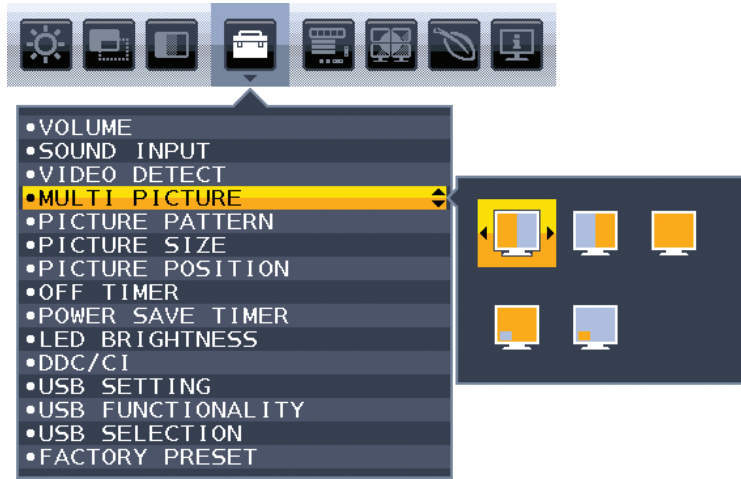 •VOLUME
•SOUND INPUT
•VIDEO DETECT
•MULTI PICTURE
•PICTURE PATTERN
•PICTURE SIZE
•PICTURE POSITION
•OFF TIMER
•POWER SAVE TIMER
•LED BRIGHTNESS
•DDC/CI
•USB SETTING
•USB FUNCTIONALITY
•USB SELECTION
•FACTORY PRESET